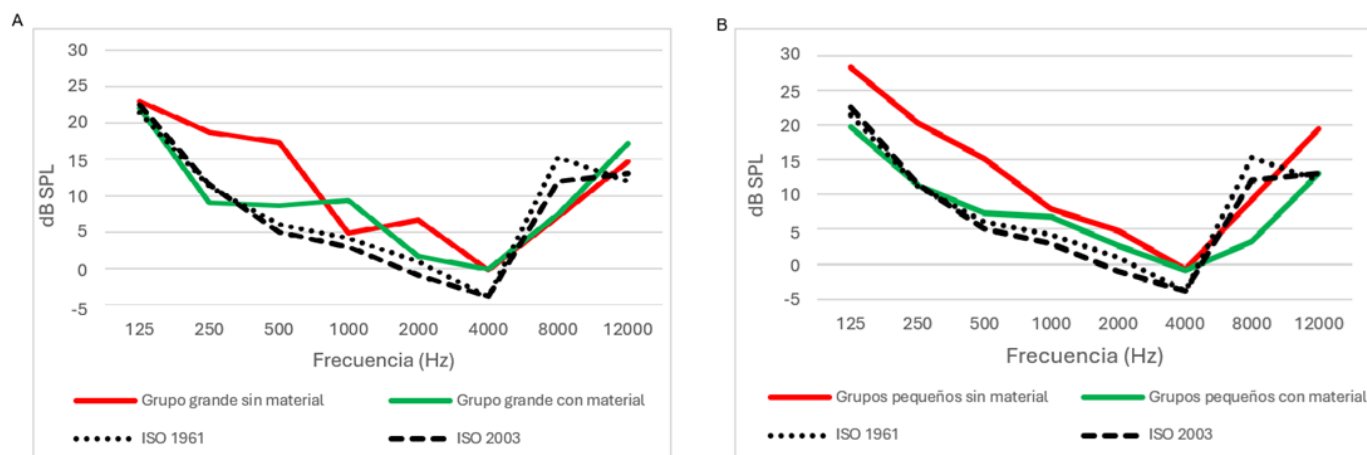 A
30
25
20
15
10
5
0
-5
dB SPL
125 250 500 1000 2000 4000 8000 12000
Frecuencia (Hz)
Grupo grande sin material Grupo grande con material
ISO 1961 ISO 2003
B
30
25
20
15
10
5
0
-5
dB SPL
125 250 500 1000 2000 4000 8000 12000
Frecuencia (Hz)
Grupos pequeños sin material Grupos pequeños con material
ISO 1961 ISO 2003